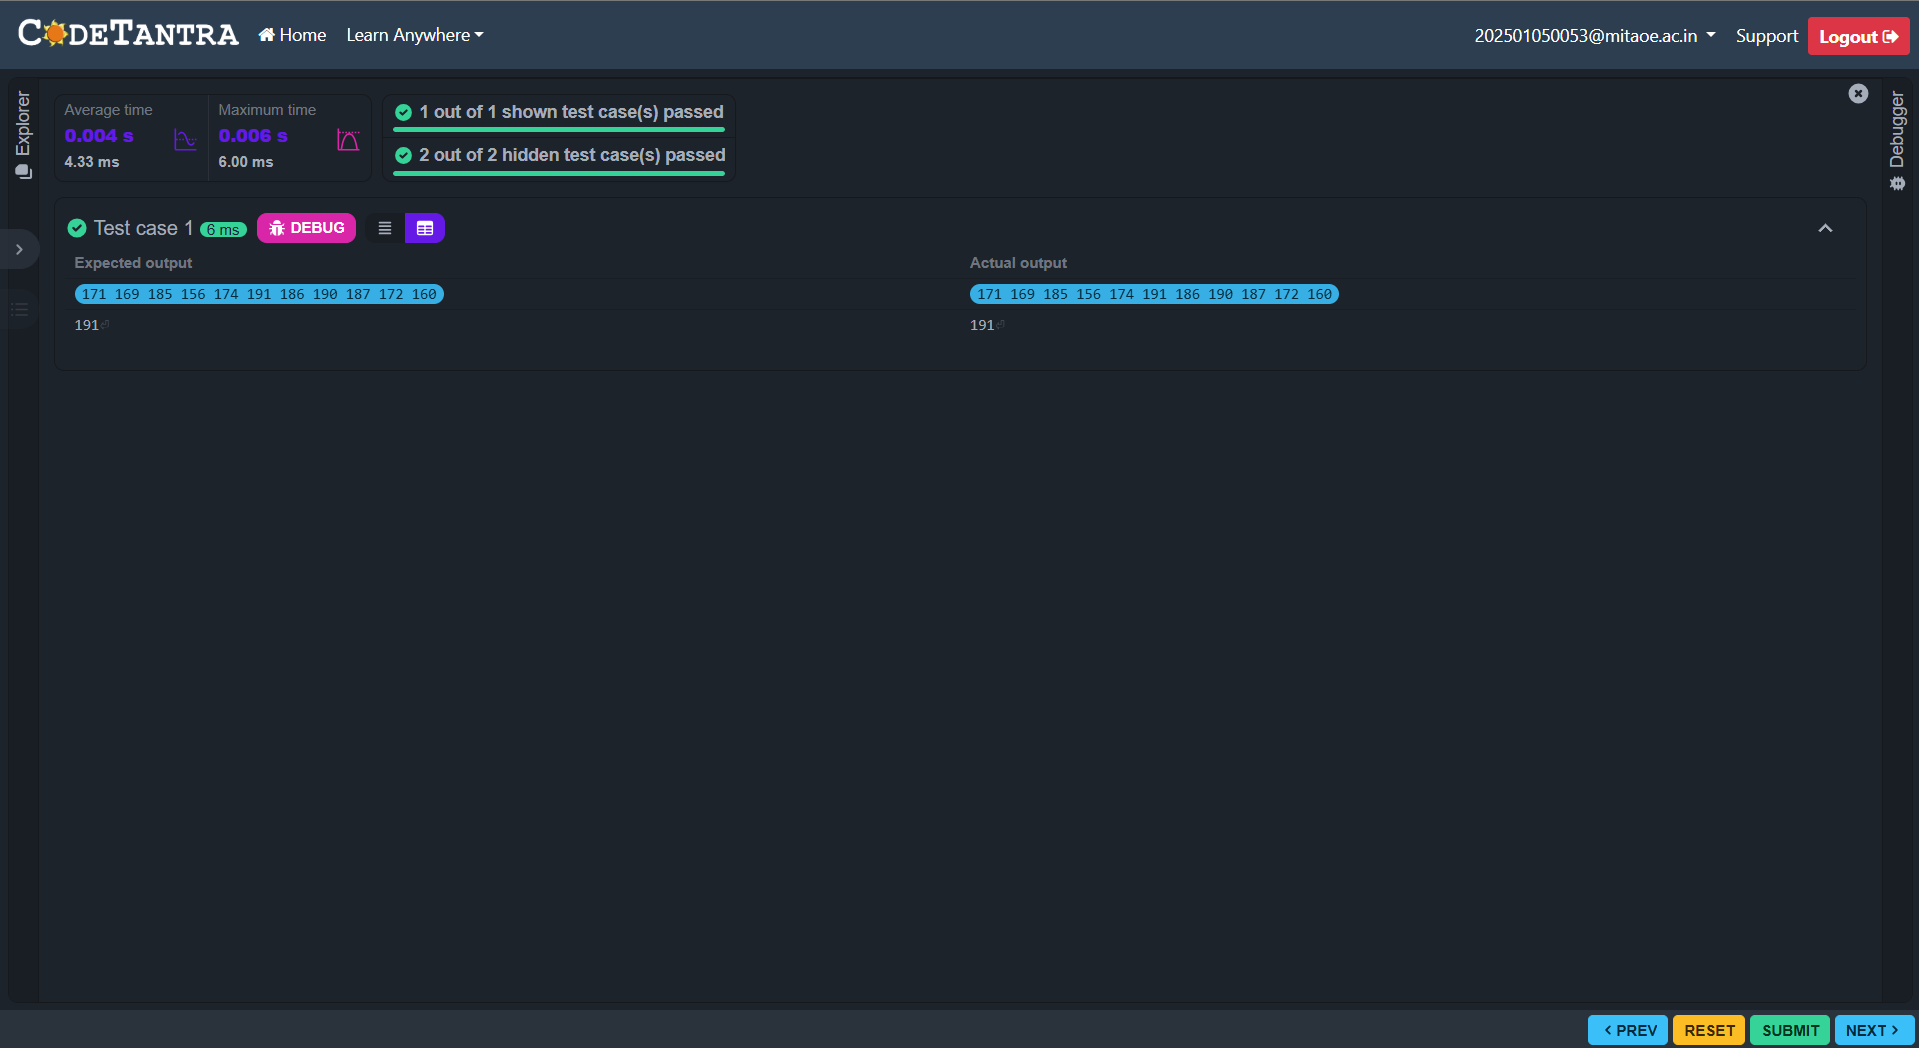 CODETANTRA Home Learn Anywhere 202501050053@mitaoe.ac.in Support Logout
Explorer
Debugger
Average time Maximum time
0.004 s 0.006 s
4.33 ms 6.00 ms
1 out of 1 shown test case(s) passed
2 out of 2 hidden test case(s) passed
Test case 1 6 ms DEBUG
Expected output Actual output
171 169 185 156 174 191 186 190 187 172 160 171 169 185 156 174 191 186 190 187 172 160
191⏎ 191⏎
< PREV RESET SUBMIT NEXT >